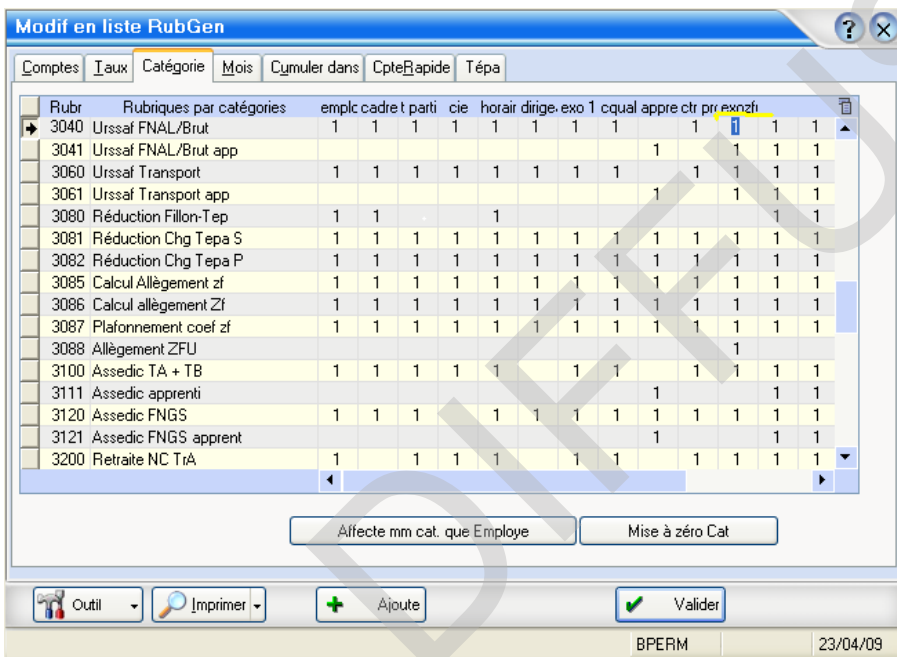 Modif en liste RubGen
Comptes Taux Catégorie Mois Cumuler dans CpteRapide Tépa
Rubr Rubriques par catégories emplc cadre t parti cie horair dirige exo 1 cqual appre ctr pr exozfi
3040 Urssaf FNAL/Brut 1 1 1 1 1 1 1 1 1 1 1 1
3041 Urssaf FNAL/Brut app 1 1 1 1
3060 Urssaf Transport 1 1 1 1 1 1 1 1 1 1 1 1
3061 Urssaf Transport app 1 1 1 1
3080 Réduction Fillon-Tep 1 1 1 1 1
3081 Réduction Chg Tepa S 1 1 1 1 1 1 1 1 1 1 1 1 1
3082 Réduction Chg Tepa P 1 1 1 1 1 1 1 1 1 1 1 1 1
3085 Calcul Allègement zf 1 1 1 1 1 1 1 1 1 1 1 1 1
3086 Calcul allègement Zf 1 1 1 1 1 1 1 1 1 1 1 1 1
3087 Plafonnement coef zf 1 1 1 1 1 1 1 1 1 1 1 1 1
3088 Allègement ZFU 1
3100 Assedic TA + TB 1 1 1 1 1 1 1 1 1 1 1
3111 Assedic apprenti 1 1 1
3120 Assedic FNGS 1 1 1 1 1 1 1 1 1 1 1 1
3121 Assedic FNGS apprent 1 1 1
3200 Retraite NC TrA 1 1 1 1 1 1 1 1 1 1
Affecte mm cat. que Employe Mise à zéro Cat
Outil Imprimer Ajoute Valider
BPERM 23/04/09
DIFFUS